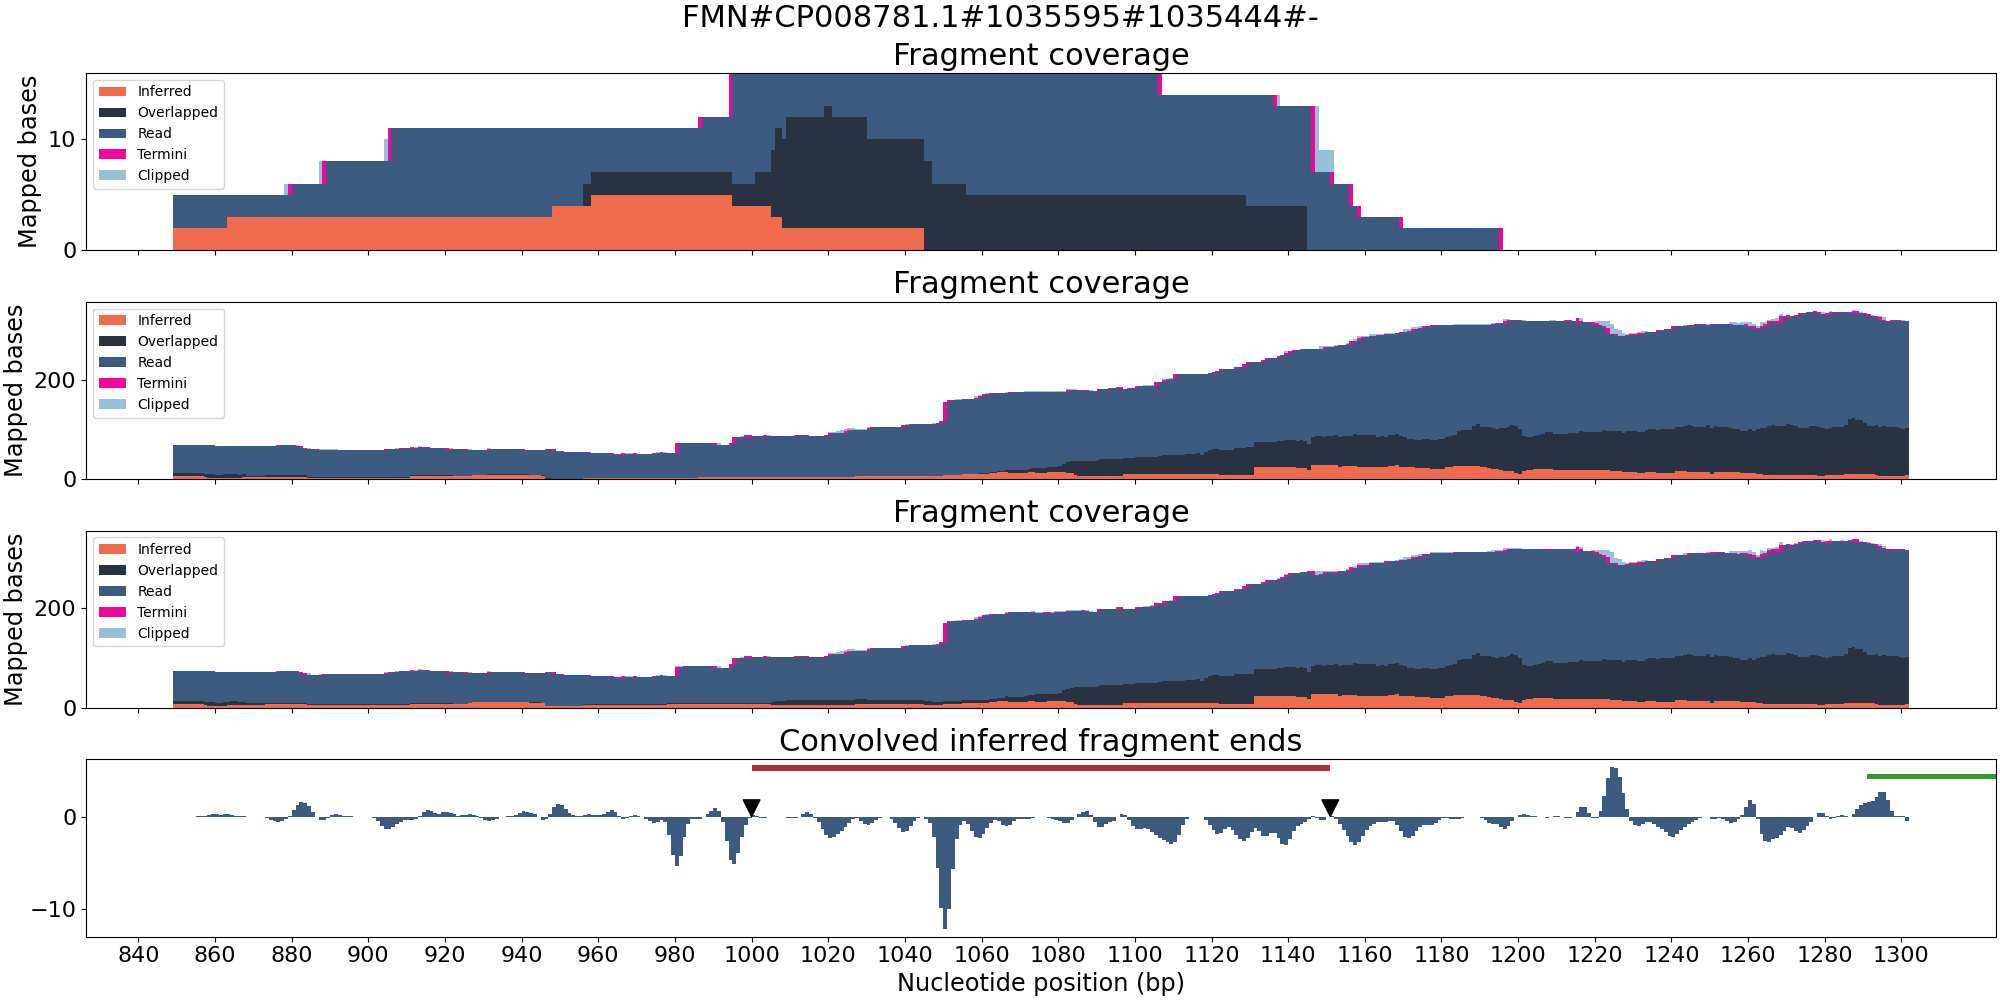 FMN#CP008781.1#1035595#1035444#-
Fragment coverage
Mapped bases
10
0
Inferred
Overlapped
Read
Termini
Clipped
Fragment coverage
Mapped bases
200
0
Inferred
Overlapped
Read
Termini
Clipped
Fragment coverage
Mapped bases
200
0
Inferred
Overlapped
Read
Termini
Clipped
Convolved inferred fragment ends
0
−10
840 860 880 900 920 940 960 980 1000 1020 1040 1060 1080 1100 1120 1140 1160 1180 1200 1220 1240 1260 1280 1300
Nucleotide position (bp)